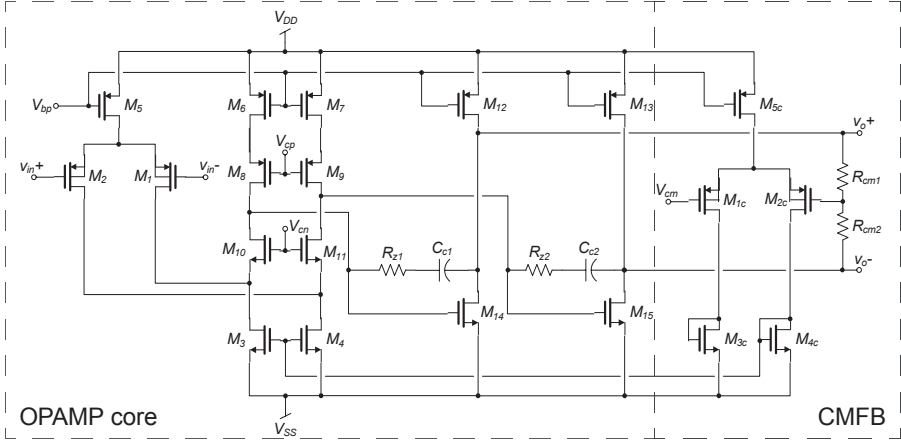 V_DD
V_bp
M_5
M_6
M_7
M_12
M_13
M_5c
v_o+
V_cp
v_in+
M_2
M_1
v_in-
M_8
M_9
V_cm
M_1c
M_2c
R_cm1
V_cn
M_10
M_11
R_z1
C_c1
R_z2
C_c2
R_cm2
v_o-
M_14
M_15
M_3
M_4
M_3c
M_4c
OPAMP core
V_SS
CMFB